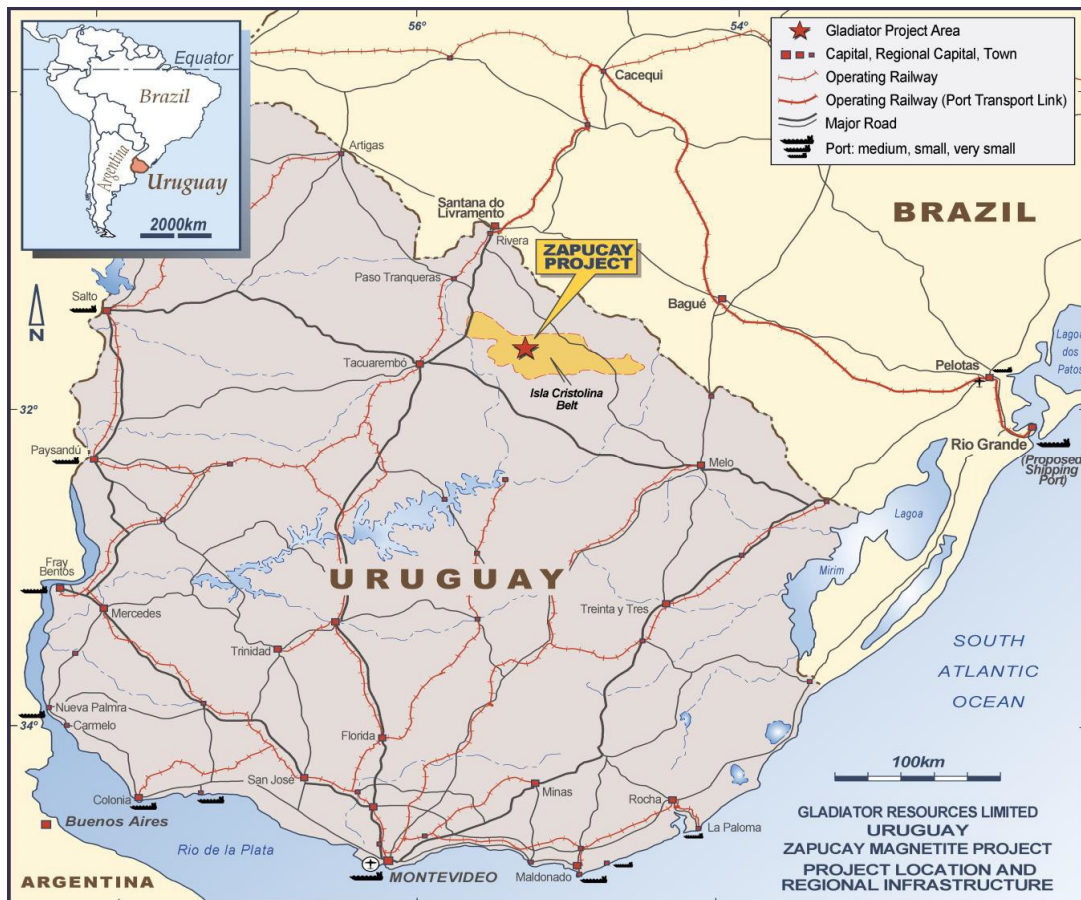 56°
54°
Equator
Brazil
Argentina
Uruguay
2000km
Gladiator Project Area
Capital, Regional Capital, Town
Operating Railway
Operating Railway (Port Transport Link)
Major Road
Port: medium, small, very small
Cacequi
Artigas
Santana do
Livramento
Rivera
BRAZIL
ZAPUCAY
PROJECT
Paso Tranqueras
Salto
N
Bagué
Tacuarembó
Isla Cristolina
Belt
Lagoa
dos
Patos
Pelotas
32°
Rio Grande
(Proposed
Shipping
Port)
Paysandú
Melo
Lagoa
Mirim
Fray
Bentos
URUGUAY
Mercedes
Treinta y Tres
Trinidad
SOUTH
ATLANTIC
OCEAN
Nueva Palmra
Carmelo
34°
Florida
San José
100km
Colonia
Minas
Rocha
Buenos Aires
La Paloma
Rio de la Plata
MONTEVIDEO
Maldonado
ARGENTINA
GLADIATOR RESOURCES LIMITED
URUGUAY
ZAPUCAY MAGNETITE PROJECT
PROJECT LOCATION AND
REGIONAL INFRASTRUCTURE